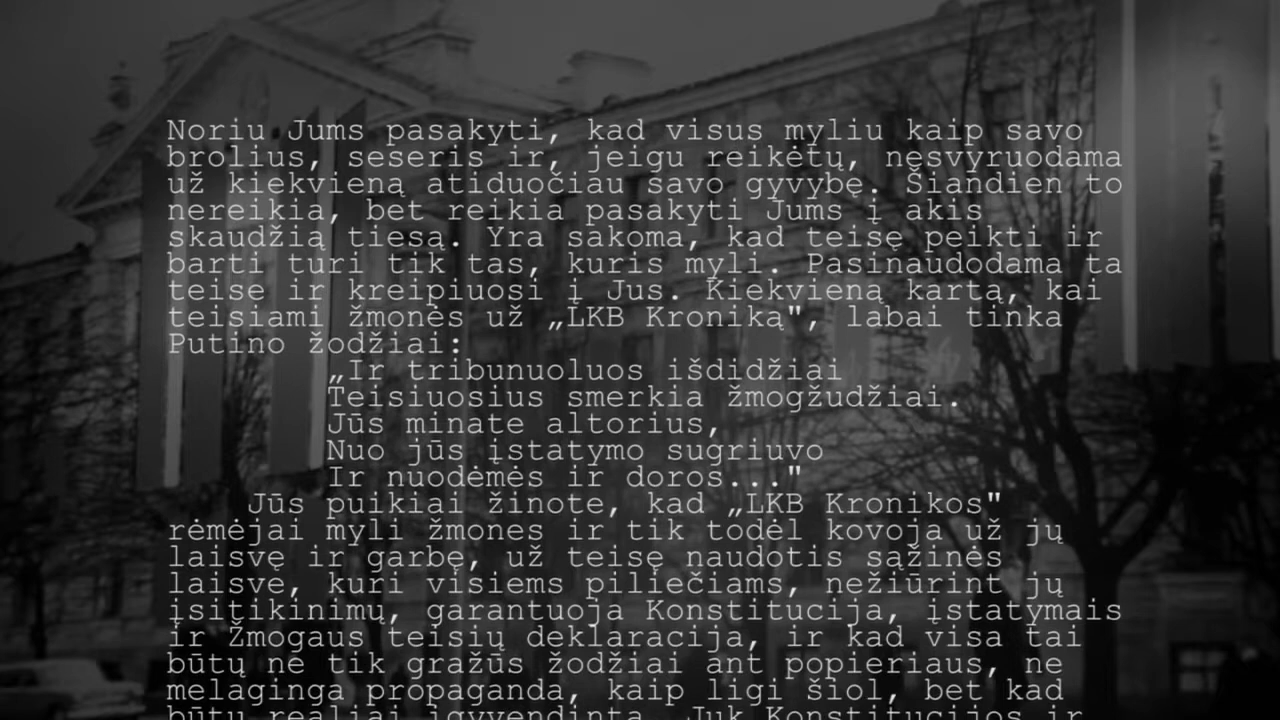 Noriu Jums pasakyti, kad visus myliu kaip savo
brolius, seseris ir, jeigu reikėtų, nesvyruodama
už kiekvieną atiduočiau savo gyvybę. Šiandien to
nereikia, bet reikia pasakyti Jums į akis
skaudžią tiesą. Yra sakoma, kad teisę peikti ir
barti turi tik tas, kuris myli. Pasinaudodama ta
teise ir kreipiuosi į Jus. Kiekvieną kartą, kai
teisiami žmonės už „LKB Kroniką", labai tinka
Putino žodžiai:
„Ir tribunuoluos išdidžiai
Teisiuosius smerkia žmogžudžiai.
Jūs minate altorius,
Nuo jūs įstatymo sugriuvo
Ir nuodėmės ir doros..."
Jūs puikiai žinote, kad „LKB Kronikos"
rėmėjai myli žmones ir tik todėl kovoja už jų
laisvę ir garbę, už teisę naudotis sąžinės
laisve, kuri visiems piliečiams, nežiūrint jų
įsitikinimų, garantuoja Konstitucija, įstatymais
ir Žmogaus teisių deklaracija, ir kad visa tai
būtų ne tik gražūs žodžiai ant popieriaus, ne
melaginga propaganda, kaip ligi šiol, bet kad
būtų realiai įgyvendinta. Juk Konstitucijos ir